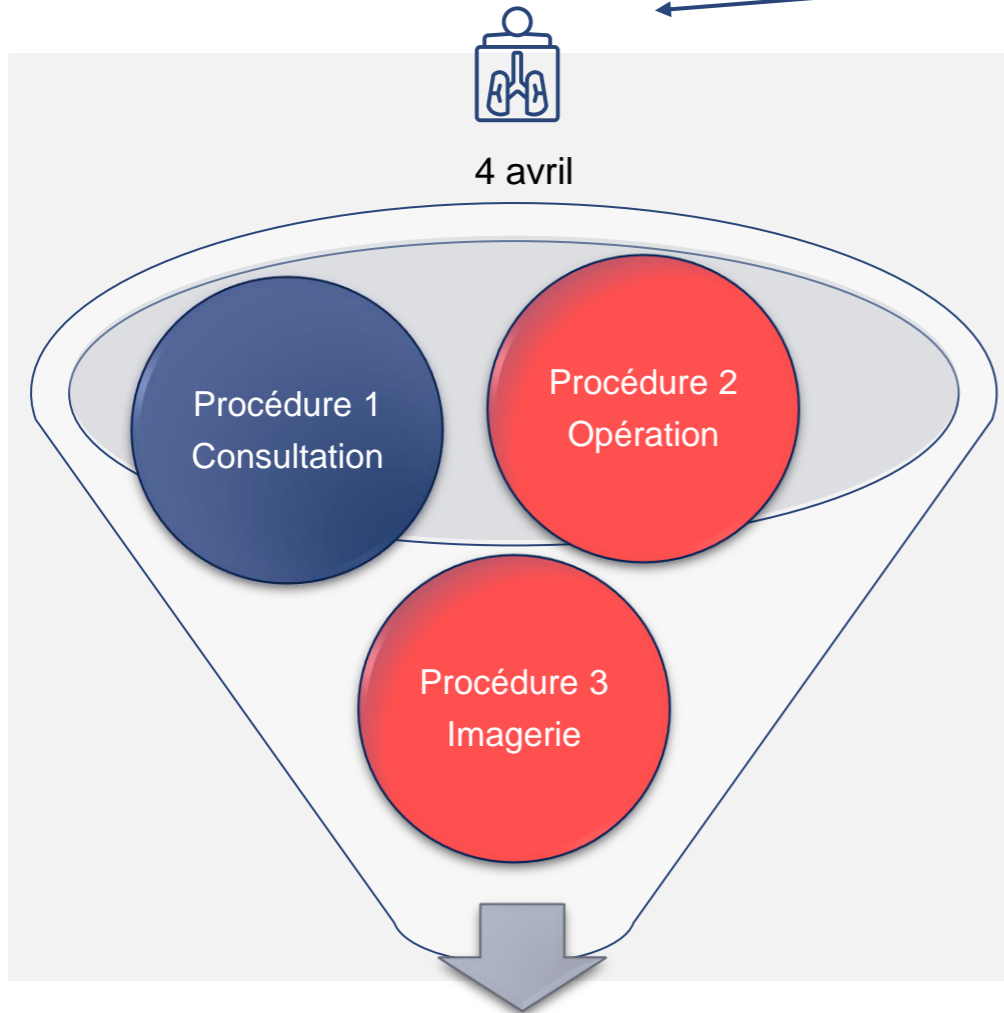 4 avril
Procédure 1
Consultation
Procédure 2
Opération
Procédure 3
Imagerie